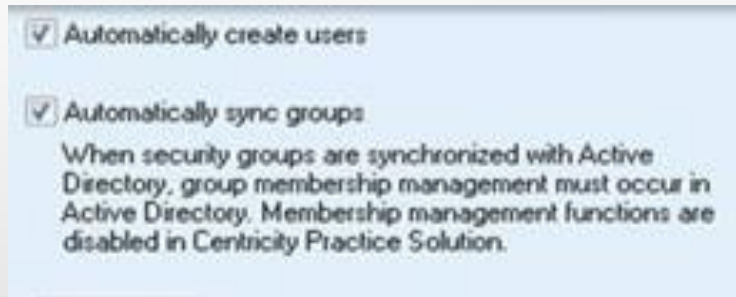 Automatically create users
Automatically sync groups
When security groups are synchronized with Active
Directory, group membership management must occur in
Active Directory. Membership management functions are
disabled in Centricity Practice Solution.